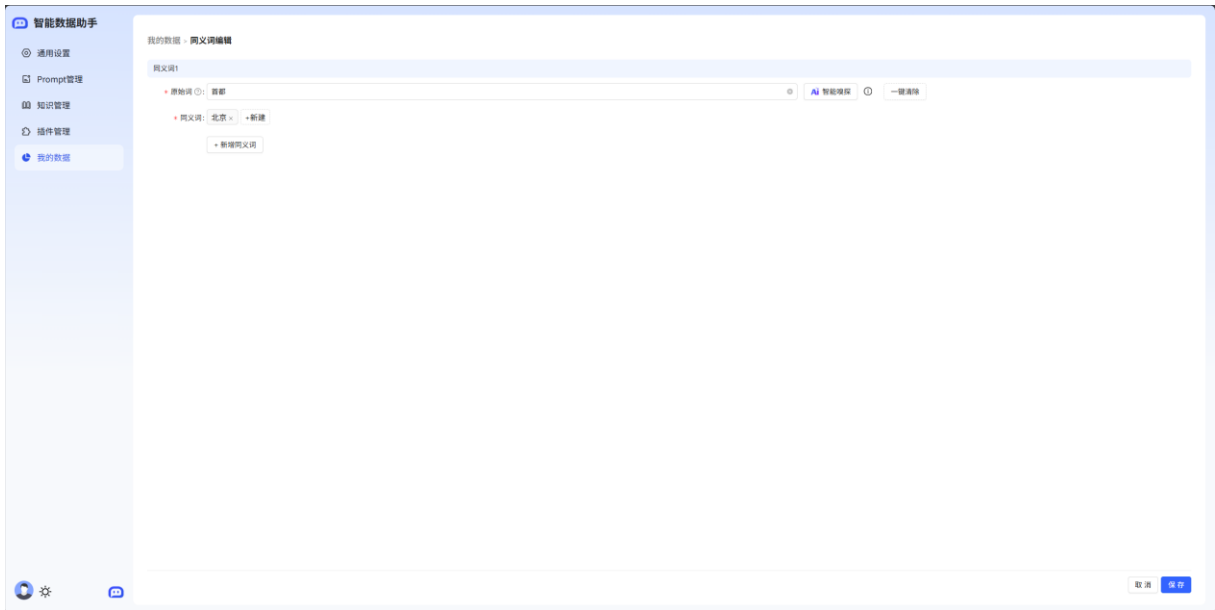 智能数据助手
通用设置
Prompt管理
知识管理
插件管理
我的数据
我的数据 > 同义词编辑
同义词1
* 原始词 ?: 首都
Ai 智能嗅探
一键清除
* 同义词: 北京 × +新建
+ 新增同义词
取消 保存